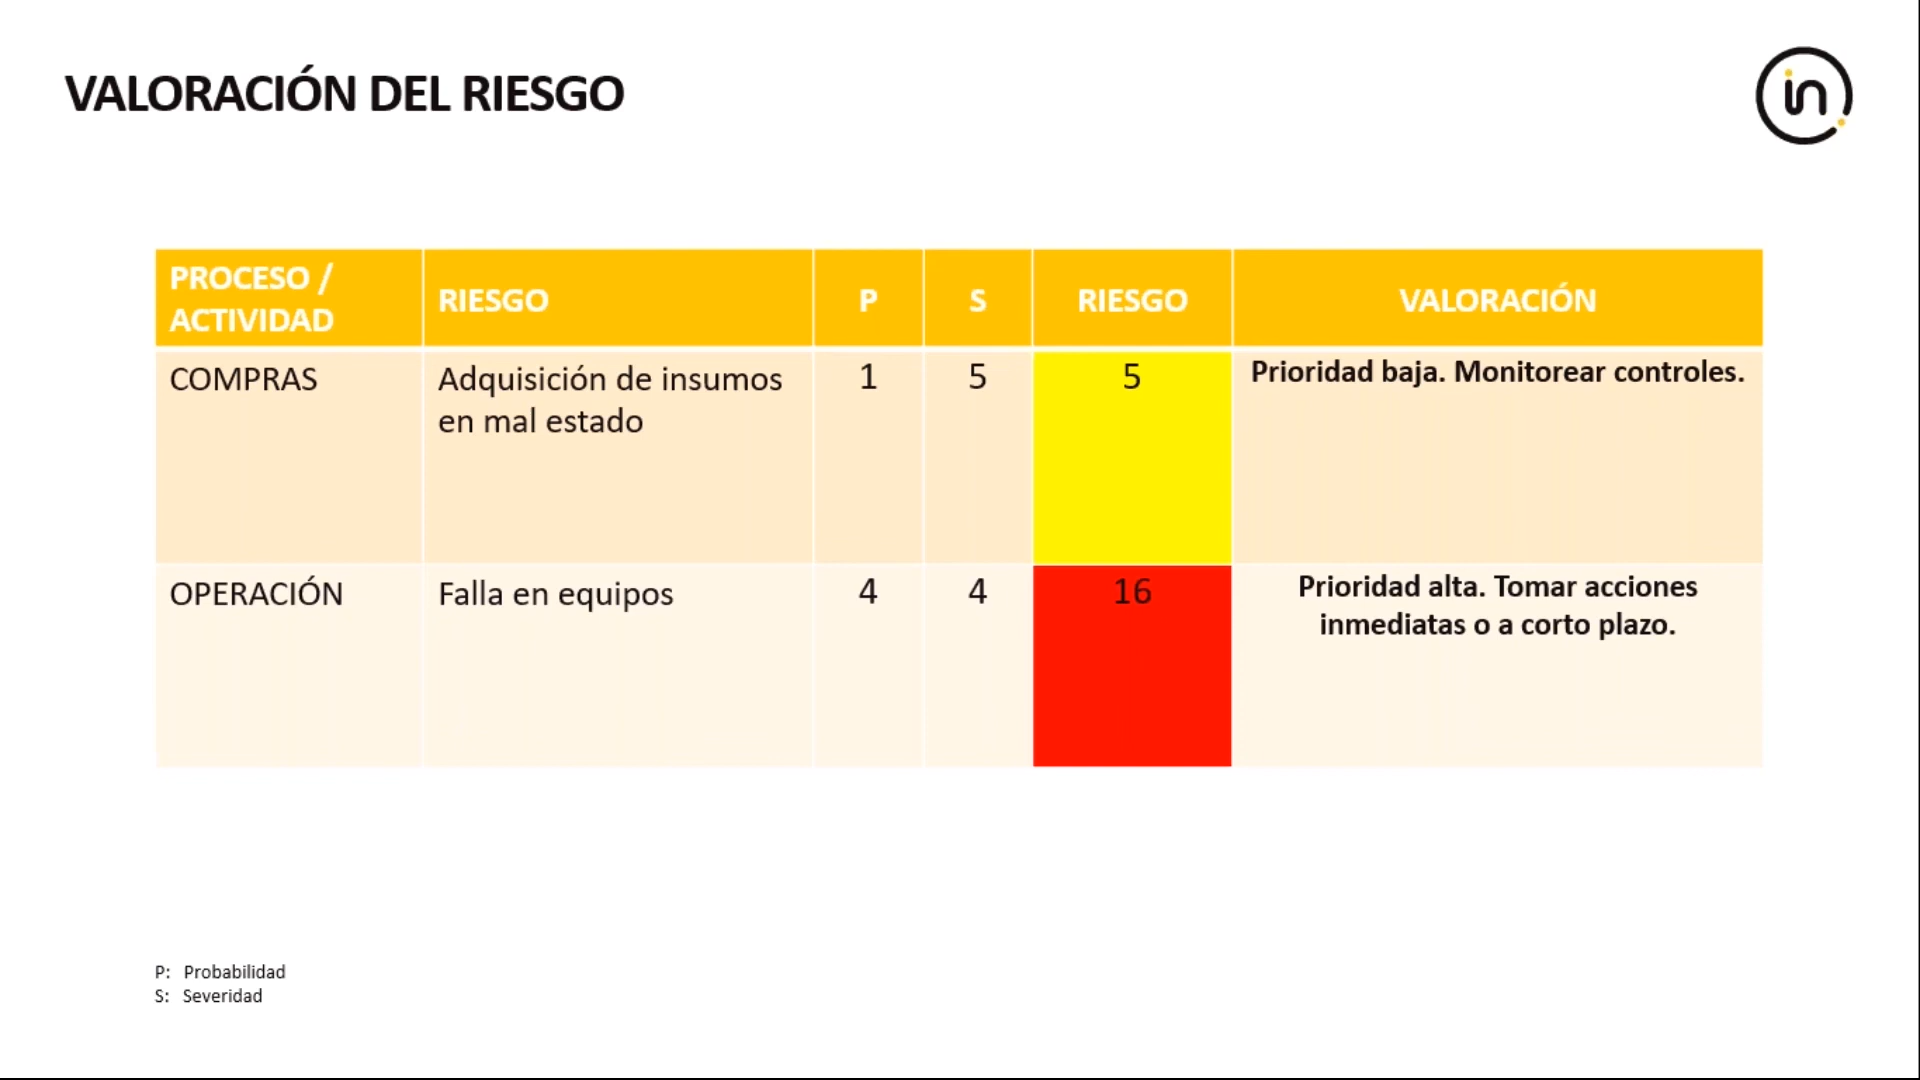 VALORACIÓN DEL RIESGO
in
PROCESO /
ACTIVIDAD
RIESGO
P
S
RIESGO
VALORACIÓN
COMPRAS
Adquisición de insumos
en mal estado
1
5
5
Prioridad baja. Monitorear controles.
OPERACIÓN
Falla en equipos
4
4
16
Prioridad alta. Tomar acciones
inmediatas o a corto plazo.
P: Probabilidad
S: Severidad